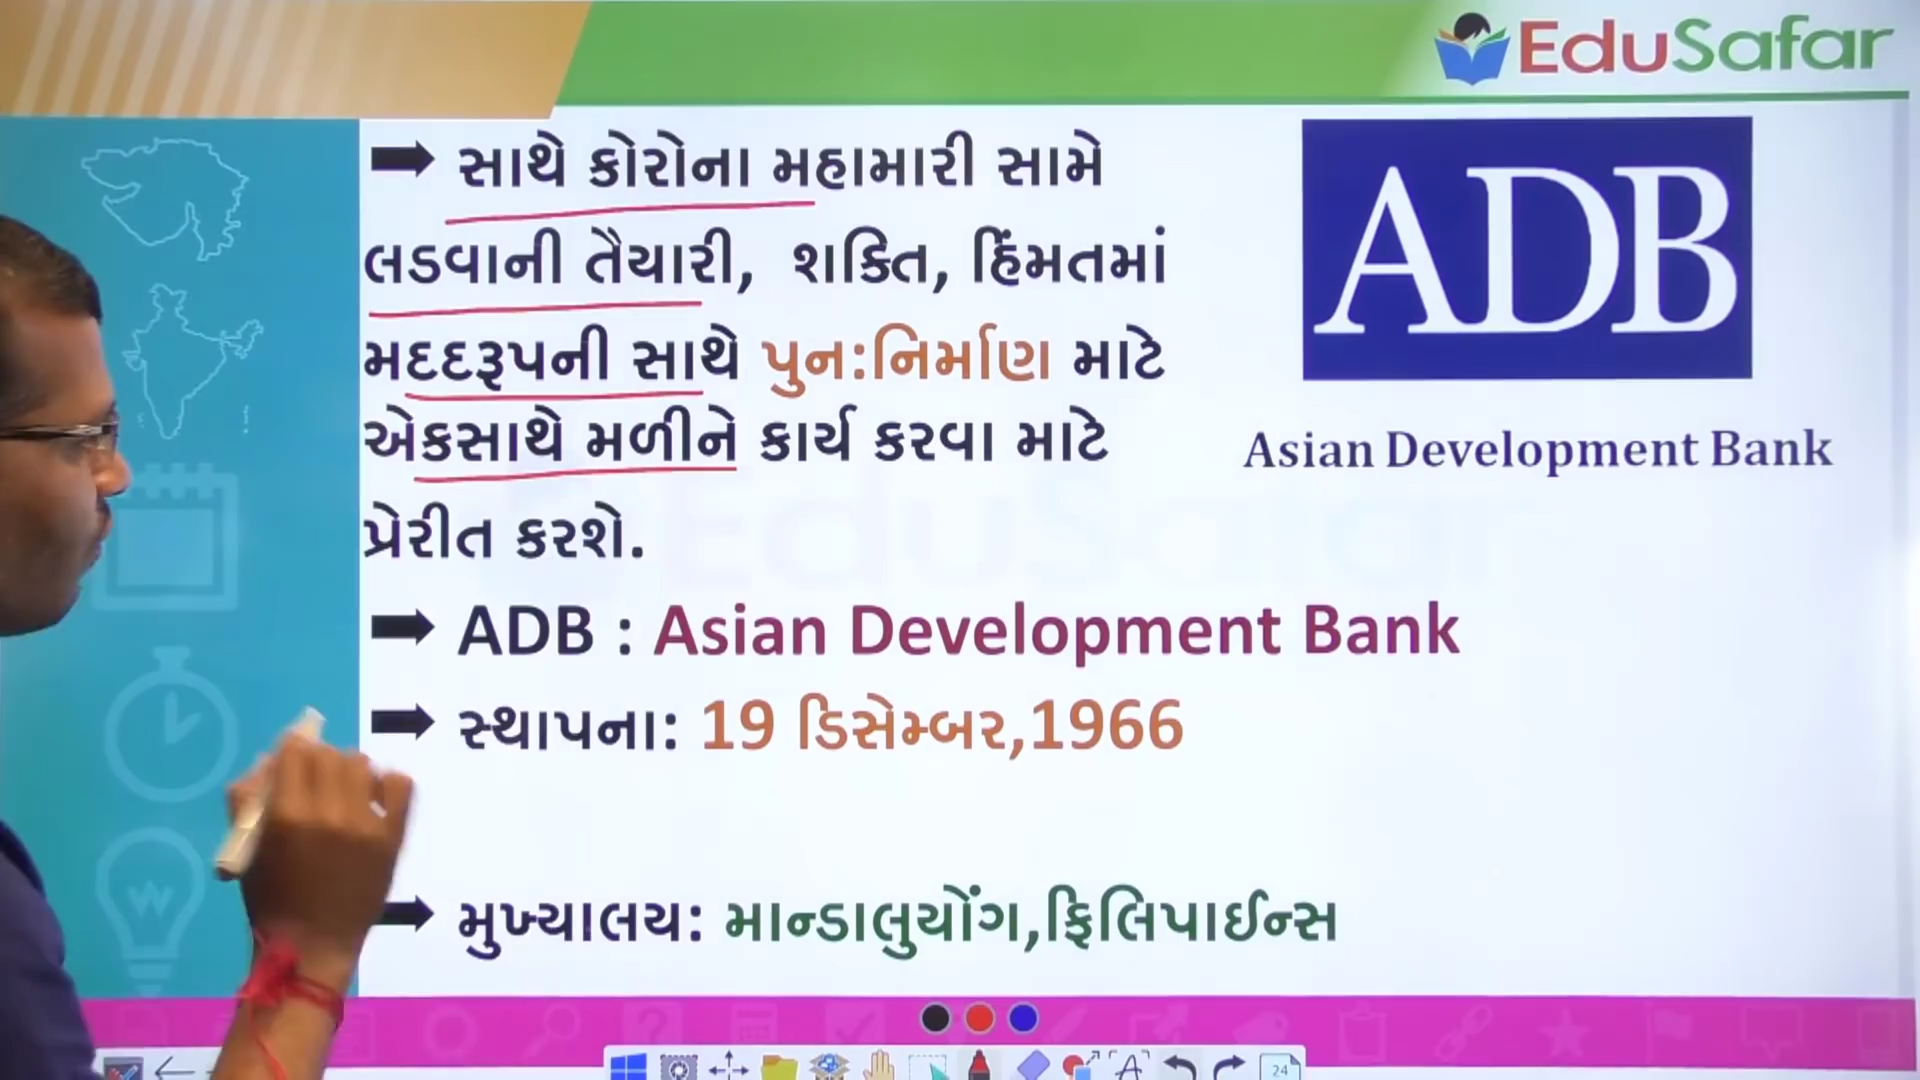 EduSafar
➡ સાથે કોરોના મહામારી સામે
લડવાની તૈયારી, શક્તિ, હિંમતમાં
મદદરૂપની સાથે પુન:નિર્માણ માટે
એકસાથે મળીને કાર્ય કરવા માટે
પ્રેરીત કરશે.
ADB
Asian Development Bank
➡ ADB : Asian Development Bank
➡ સ્થાપના: 19 ડિસેમ્બર,1966
➡ મુખ્યાલય: માન્ડાલુયોંગ,ફિલિપાઈન્સ
24